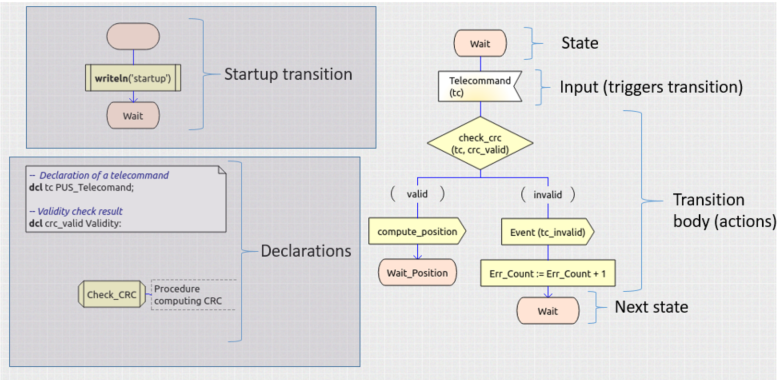 writeln('startup')
Wait
Startup transition
-- Declaration of a telecommand
dcl tc PUS_Telecomand;
-- Validity check result
dcl crc_valid Validity:
Check_CRC
Procedure
computing CRC
Declarations
Wait
State
Telecommand
(tc)
Input (triggers transition)
check_crc
(tc, crc_valid)
( valid )
( invalid )
compute_position
Event (tc_invalid)
Transition
body (actions)
Wait_Position
Err_Count := Err_Count + 1
Wait
Next state